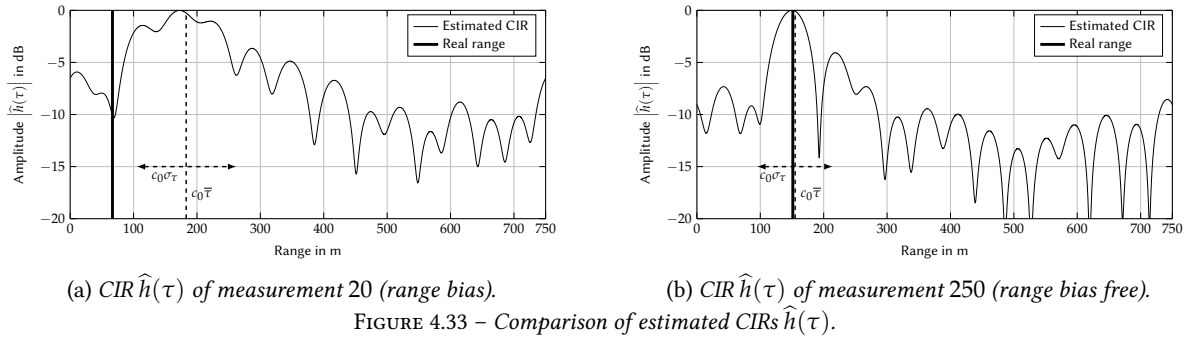 0
−5
−10
−15
−20
0 100 200 300 400 500 600 700 750
Range in m
Amplitude |ĥ(τ)| in dB
Estimated CIR
Real range
c₀σ_τ
c₀τ̅
0
−5
−10
−15
−20
0 100 200 300 400 500 600 700 750
Range in m
Amplitude |ĥ(τ)| in dB
Estimated CIR
Real range
c₀σ_τ
c₀τ̅
(a) CIR ĥ(τ) of measurement 20 (range bias).
(b) CIR ĥ(τ) of measurement 250 (range bias free).
FIGURE 4.33 – Comparison of estimated CIRs ĥ(τ).